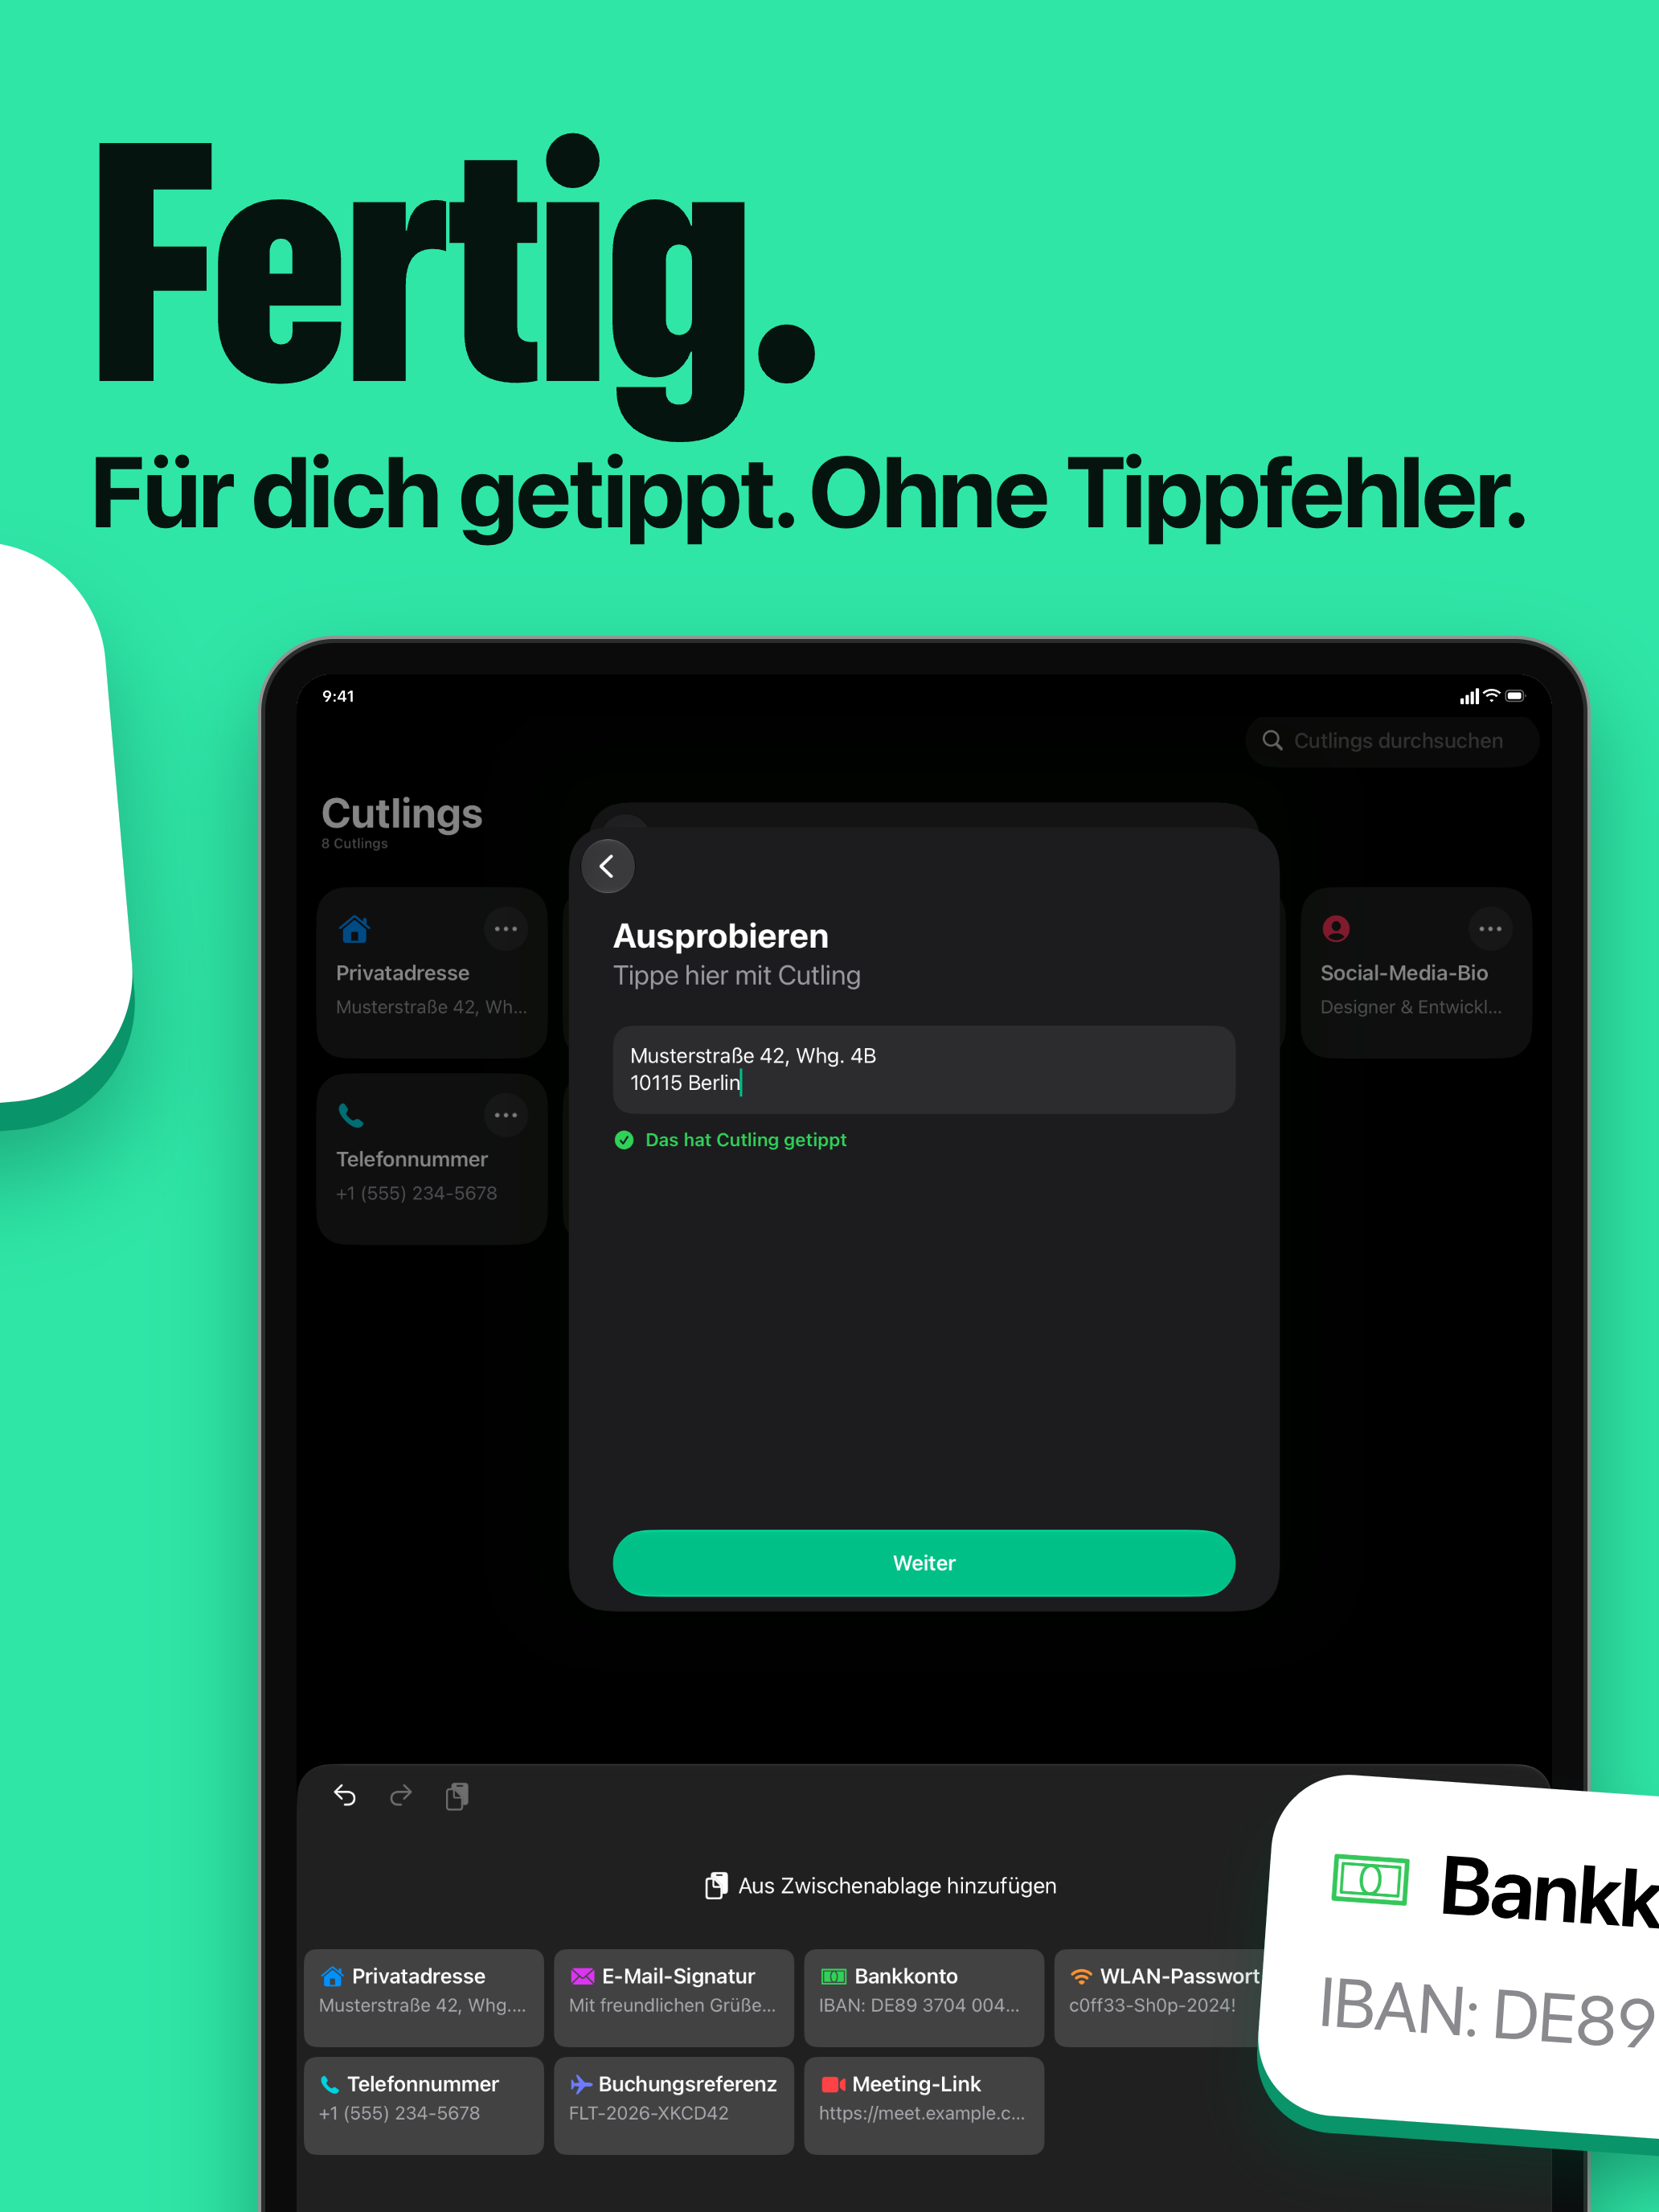 Fertig.
Für dich getippt. Ohne Tippfehler.
9:41
Cutlings durchsuchen
Cutlings
8 Cutlings
Privatadresse
Musterstraße 42, Wh...
Social-Media-Bio
Designer & Entwickl...
Telefonnummer
+1 (555) 234-5678
Ausprobieren
Tippe hier mit Cutling
Musterstraße 42, Whg. 4B
10115 Berlin
Das hat Cutling getippt
Weiter
Aus Zwischenablage hinzufügen
Privatadresse
Musterstraße 42, Whg....
E-Mail-Signatur
Mit freundlichen Grüße...
Bankkonto
IBAN: DE89 3704 004...
WLAN-Passwort
c0ff33-Sh0p-2024!
Telefonnummer
+1 (555) 234-5678
Buchungsreferenz
FLT-2026-XKCD42
Meeting-Link
https://meet.example.c...
Bankk
IBAN: DE89